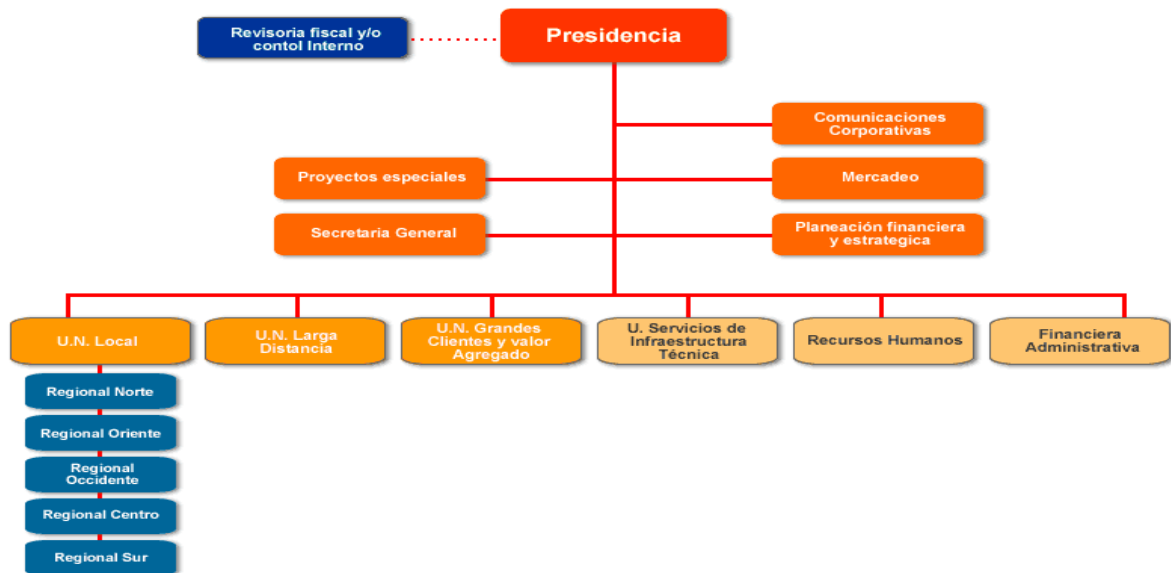 Revisoria fiscal y/o
contol Interno
Presidencia
Comunicaciones
Corporativas
Proyectos especiales
Mercadeo
Secretaria General
Planeación financiera
y estrategica
U.N. Local
U.N. Larga
Distancia
U.N. Grandes
Clientes y valor
Agregado
U. Servicios de
Infraestructura
Técnica
Recursos Humanos
Financiera
Administrativa
Regional Norte
Regional Oriente
Regional
Occidente
Regional Centro
Regional Sur